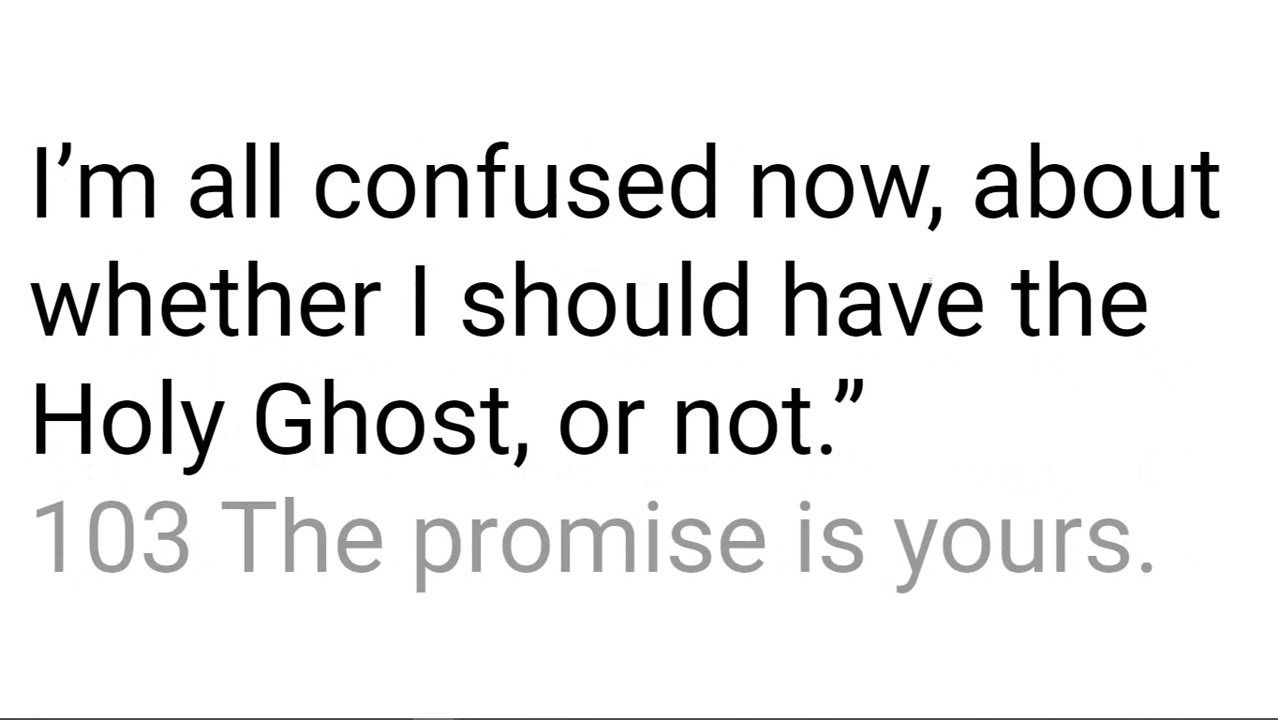 I’m all confused now, about
whether I should have the
Holy Ghost, or not.”
103 The promise is yours.